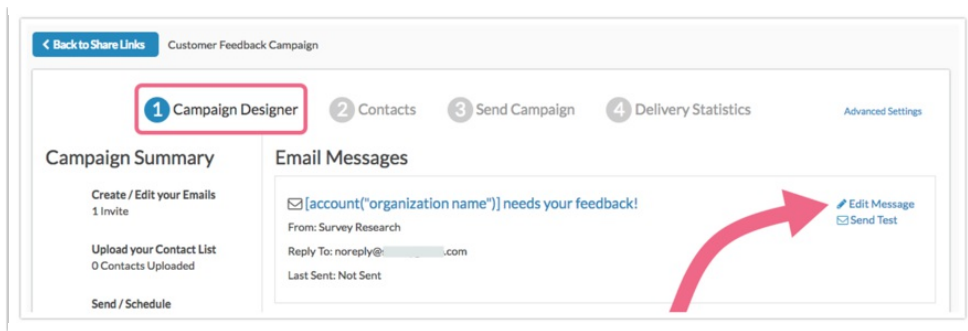 Back to Share Links Customer Feedback Campaign
1 Campaign Designer 2 Contacts 3 Send Campaign 4 Delivery Statistics Advanced Settings
Campaign Summary
Create / Edit your Emails
1 Invite
Upload your Contact List
0 Contacts Uploaded
Send / Schedule
Email Messages
[account("organization name")] needs your feedback!
From: Survey Research
Reply To: noreply@ .com
Last Sent: Not Sent
Edit Message
Send Test